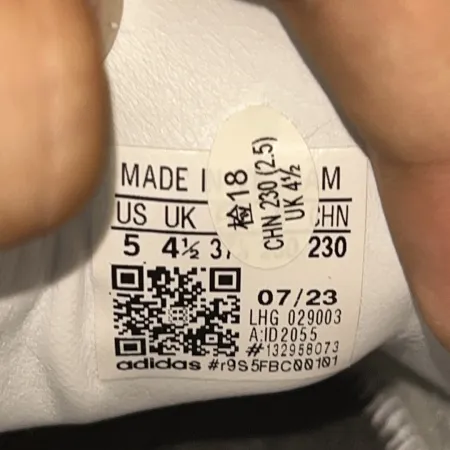 MADE I
M
US UK
CHN
5 4½ 37
230
检18
CHN 230 (2.5)
UK 4½
07/23
LHG 029003
A:ID2055
#132958073
adidas #r9S5FBC00101